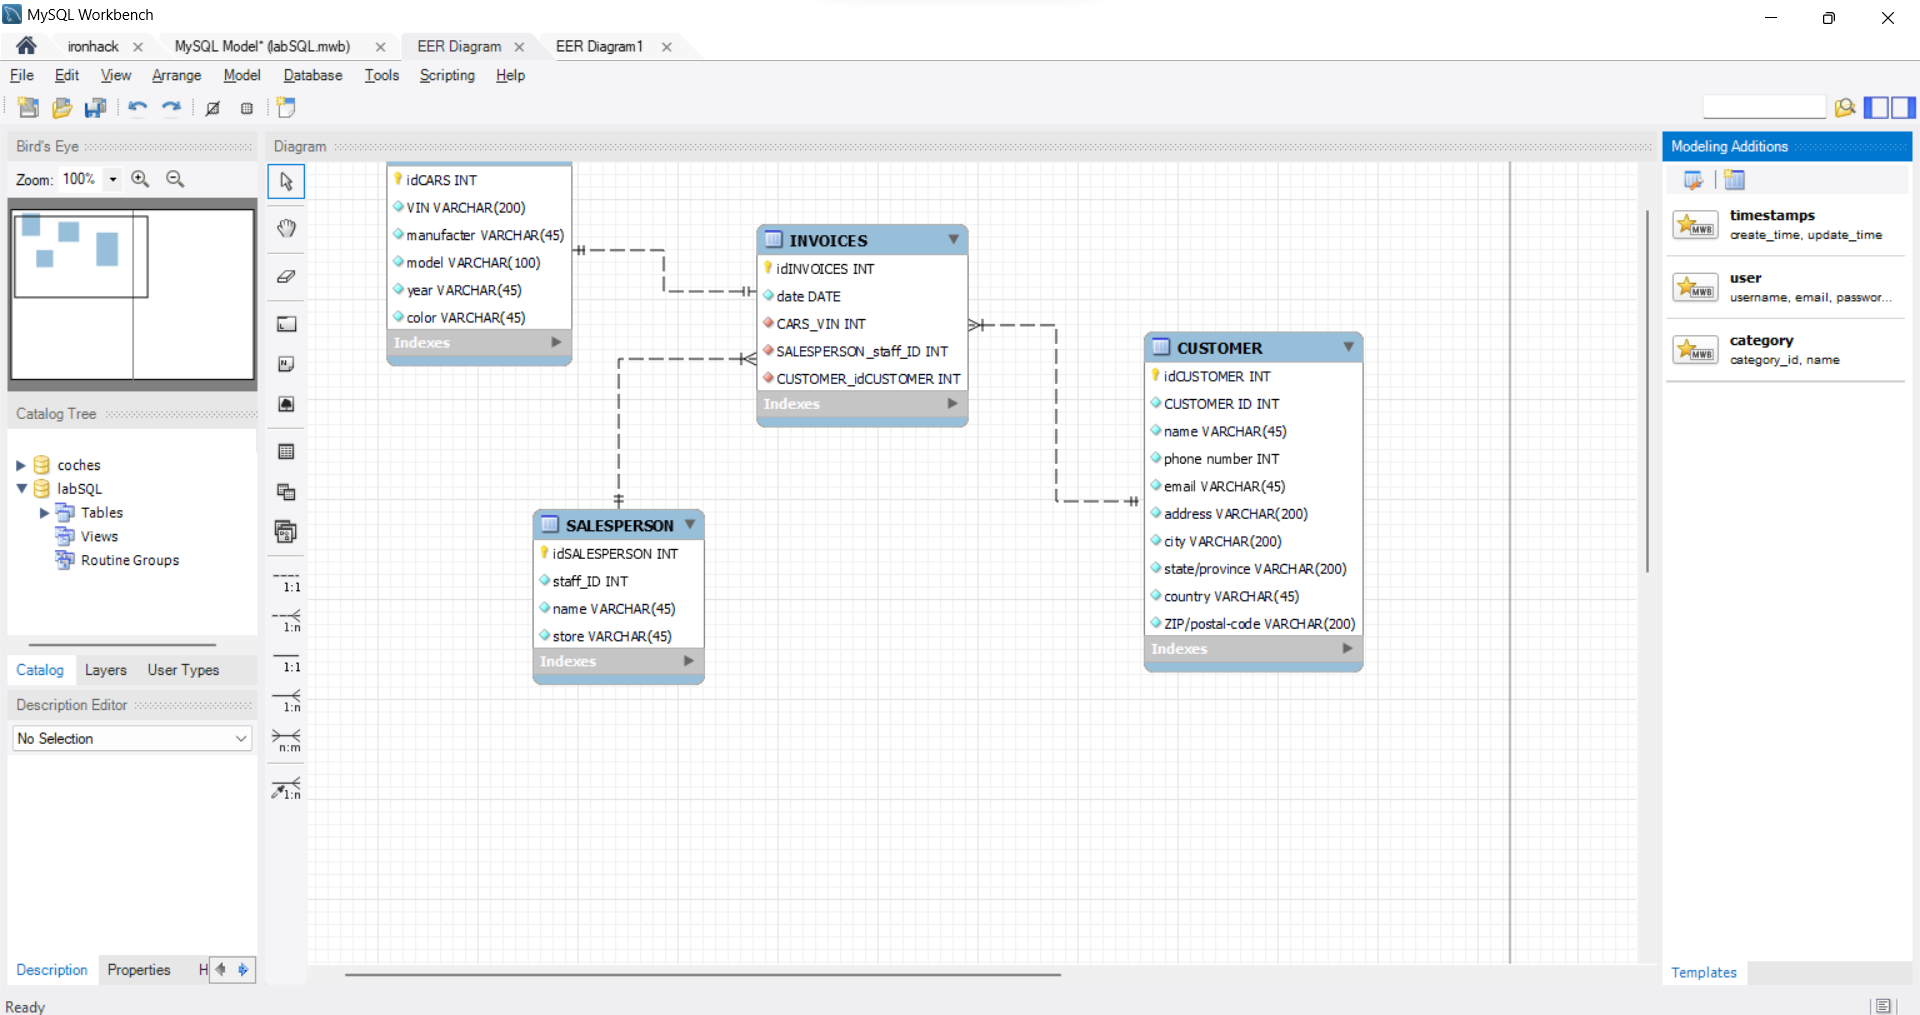 MySQL Workbench
ironhack
MySQL Model* (labSQL.mwb)
EER Diagram
EER Diagram1
File Edit View Arrange Model Database Tools Scripting Help
Bird's Eye
Zoom: 100%
Catalog Tree
coches
labSQL
Tables
Views
Routine Groups
Catalog Layers User Types
Description Editor
No Selection
Description Properties H
Ready
Diagram
1:1
1:n
1:1
1:n
n:m
1:n
idCARS INT
VIN VARCHAR(200)
manufacter VARCHAR(45)
model VARCHAR(100)
year VARCHAR(45)
color VARCHAR(45)
Indexes
INVOICES
idINVOICES INT
date DATE
CARS_VIN INT
SALESPERSON_staff_ID INT
CUSTOMER_idCUSTOMER INT
Indexes
SALESPERSON
idSALESPERSON INT
staff_ID INT
name VARCHAR(45)
store VARCHAR(45)
Indexes
CUSTOMER
idCUSTOMER INT
CUSTOMER ID INT
name VARCHAR(45)
phone number INT
email VARCHAR(45)
address VARCHAR(200)
city VARCHAR(200)
state/province VARCHAR(200)
country VARCHAR(45)
ZIP/postal-code VARCHAR(200)
Indexes
Modeling Additions
MWB
timestamps
create_time, update_time
MWB
user
username, email, passwor...
MWB
category
category_id, name
Templates